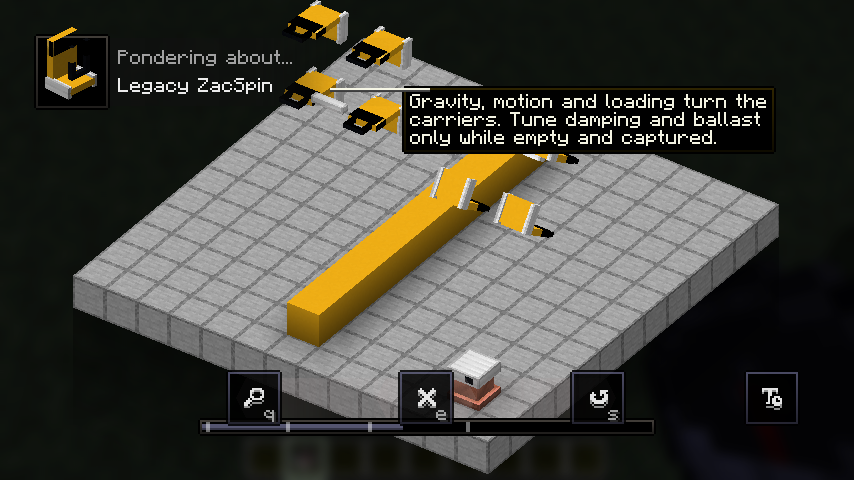 Pondering about...
Legacy ZacSpin
Gravity, motion and loading turn the
carriers. Tune damping and ballast
only while empty and captured.
q
e
s